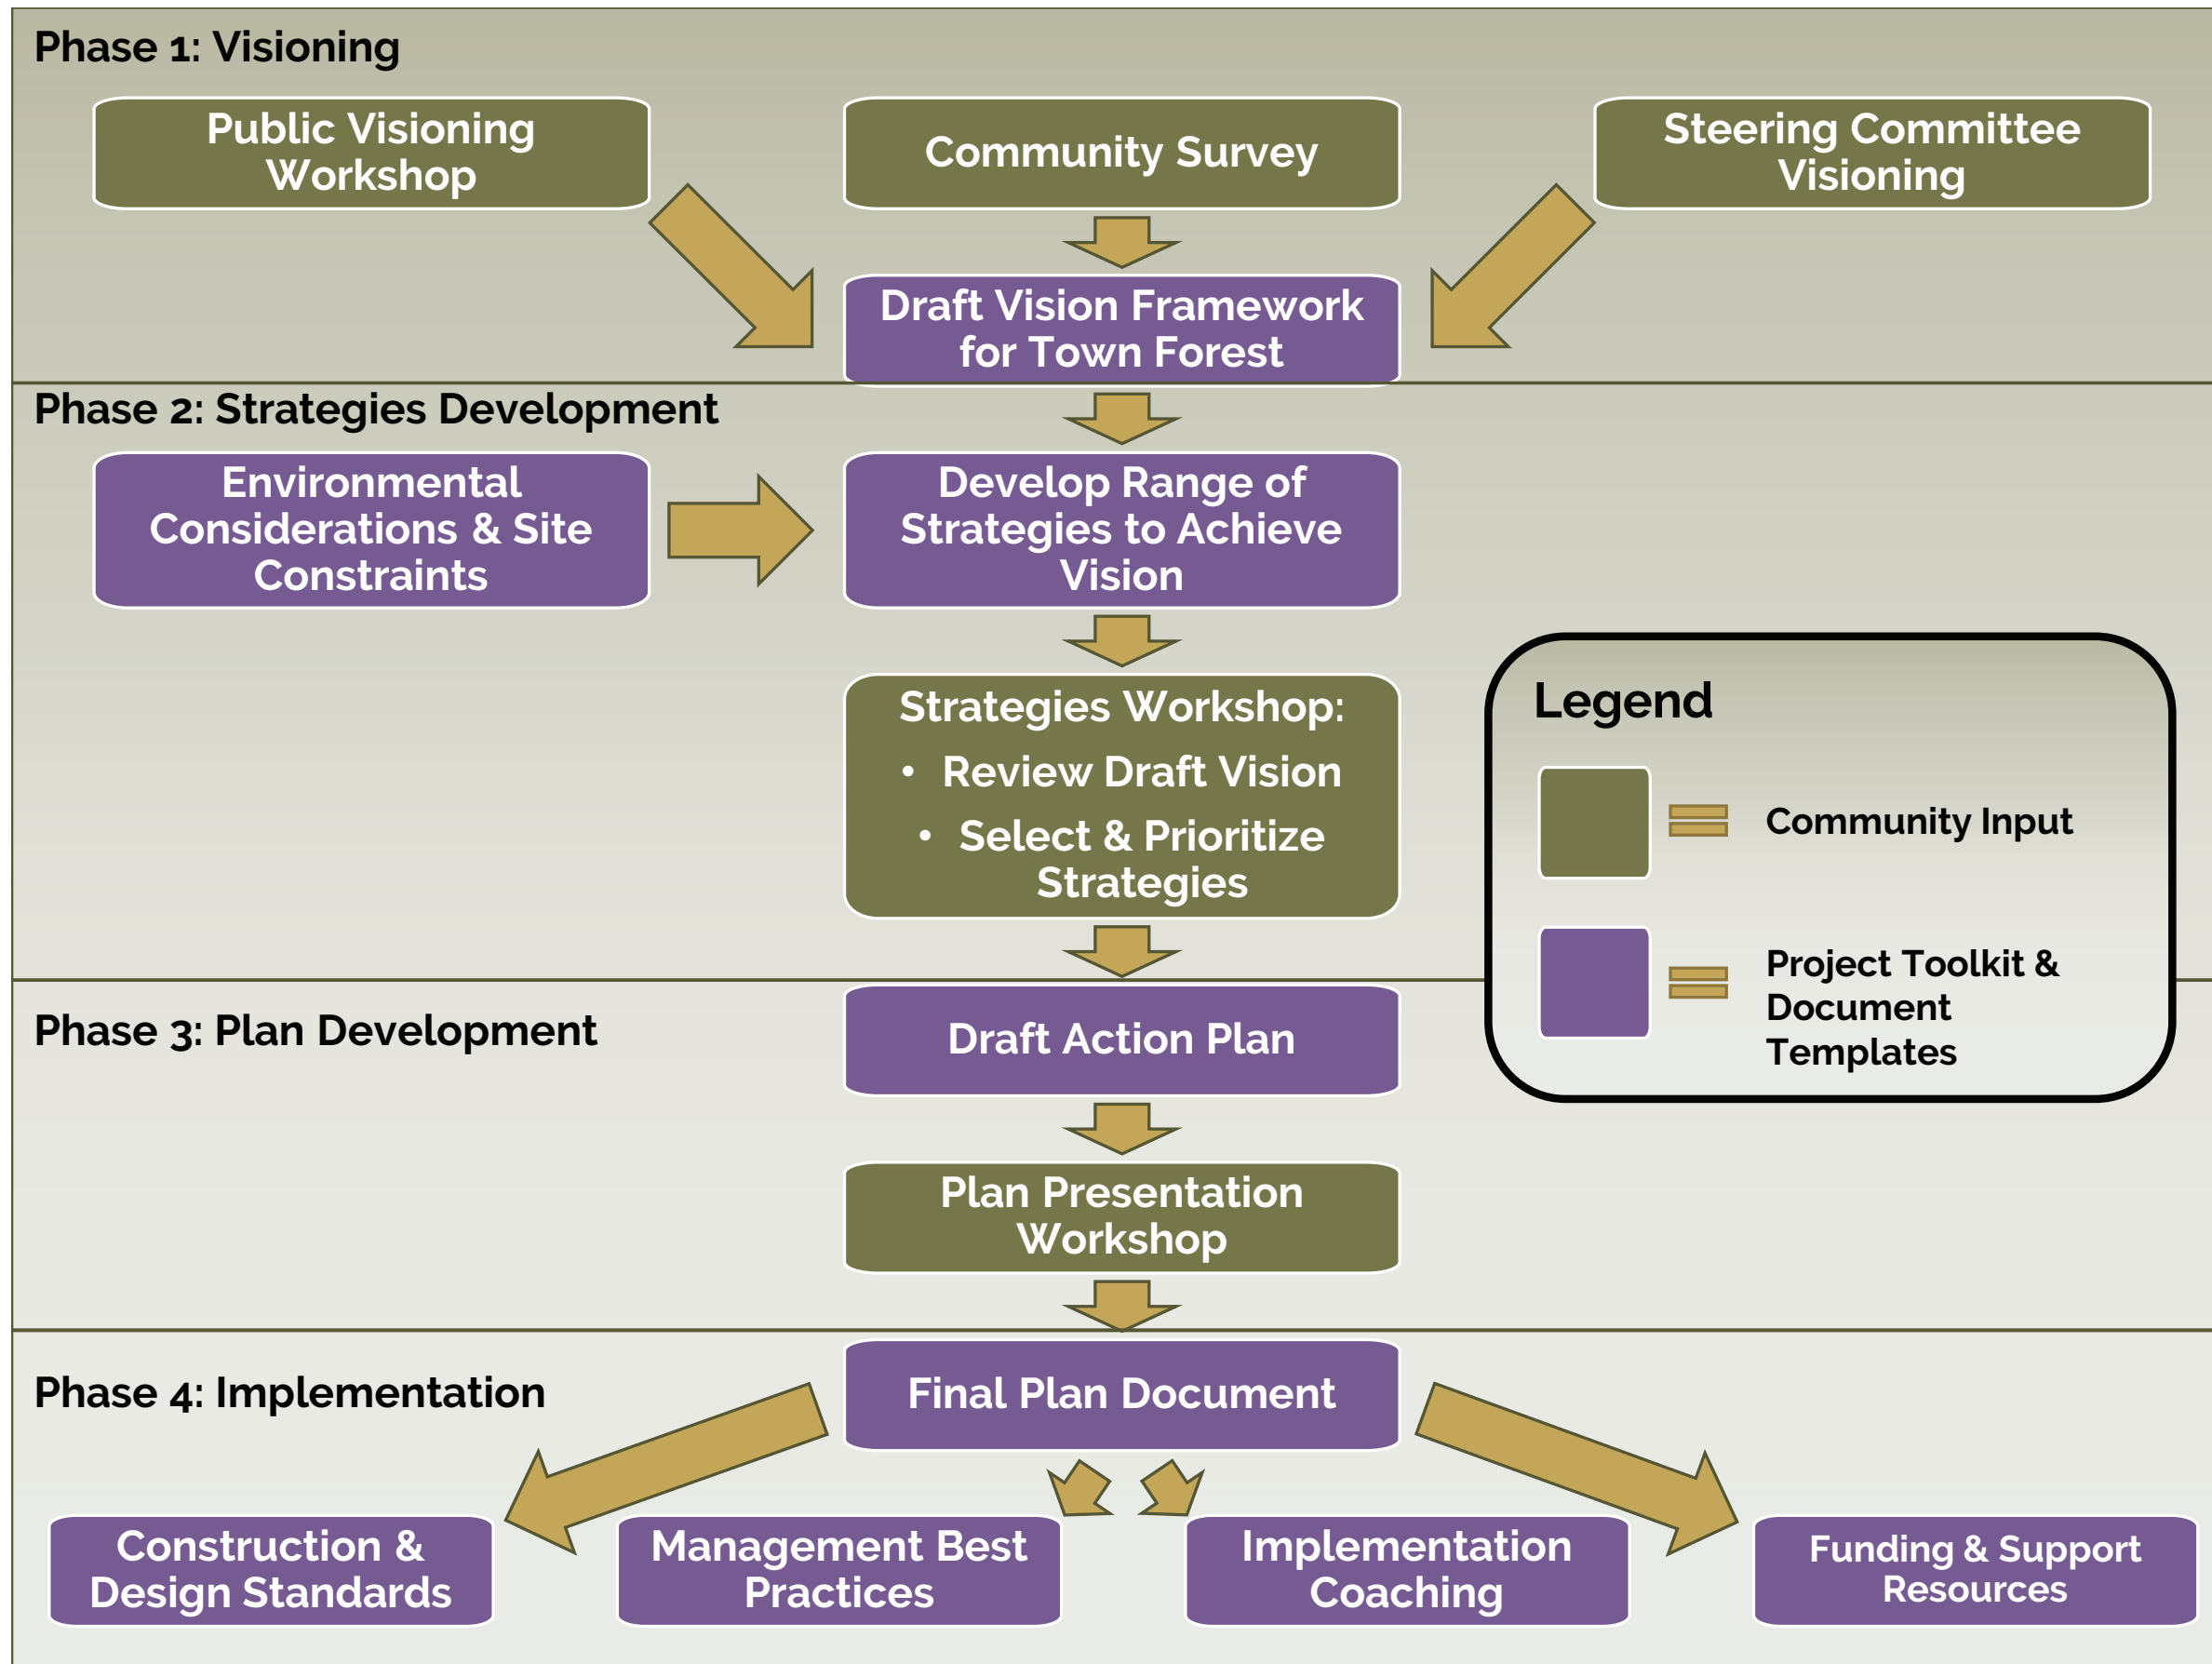 Phase 1: Visioning
Public Visioning
Workshop
Community Survey
Steering Committee
Visioning
Draft Vision Framework
for Town Forest
Phase 2: Strategies Development
Environmental
Considerations & Site
Constraints
Develop Range of
Strategies to Achieve
Vision
Strategies Workshop:
• Review Draft Vision
• Select & Prioritize
Strategies
Legend
Community Input
Project Toolkit &
Document
Templates
Phase 3: Plan Development
Draft Action Plan
Plan Presentation
Workshop
Phase 4: Implementation
Final Plan Document
Construction &
Design Standards
Management Best
Practices
Implementation
Coaching
Funding & Support
Resources